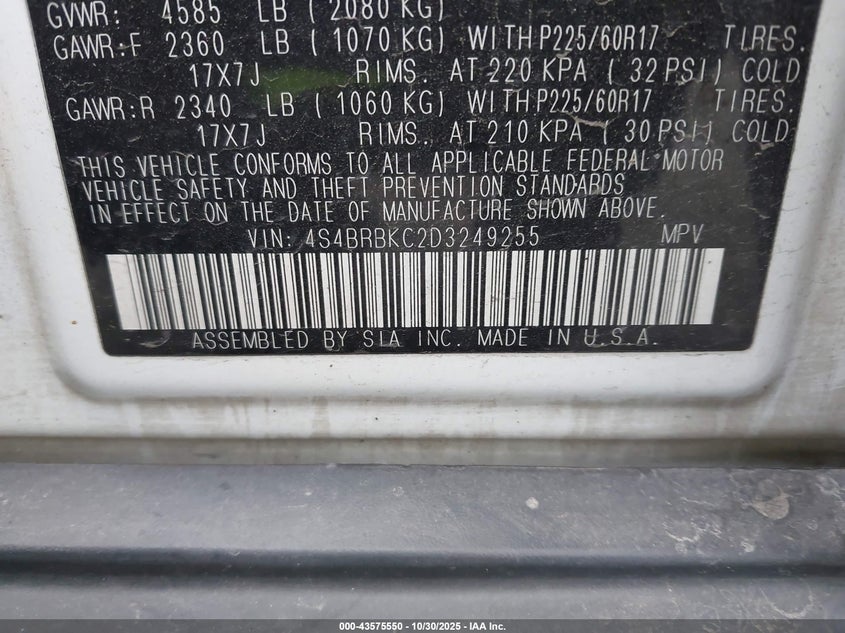 GVWR: 4585 LB ( 2080 KG)
GAWR:F 2360 LB ( 1070 KG) WITH P225/60R17 TIRES.
17X7J RIMS. AT 220 KPA ( 32 PSI) COLD
GAWR:R 2340 LB ( 1060 KG) WITH P225/60R17 TIRES.
17X7J RIMS. AT 210 KPA ( 30 PSI) COLD
THIS VEHICLE CONFORMS TO ALL APPLICABLE FEDERAL MOTOR
VEHICLE SAFETY AND THEFT PREVENTION STANDARDS
IN EFFECT ON THE DATE OF MANUFACTURE SHOWN ABOVE.
VIN: 4S4BRBKC2D3249255 MPV
ASSEMBLED BY SIA INC. MADE IN U.S.A.
000-43575550 • 10/30/2025 • IAA Inc.